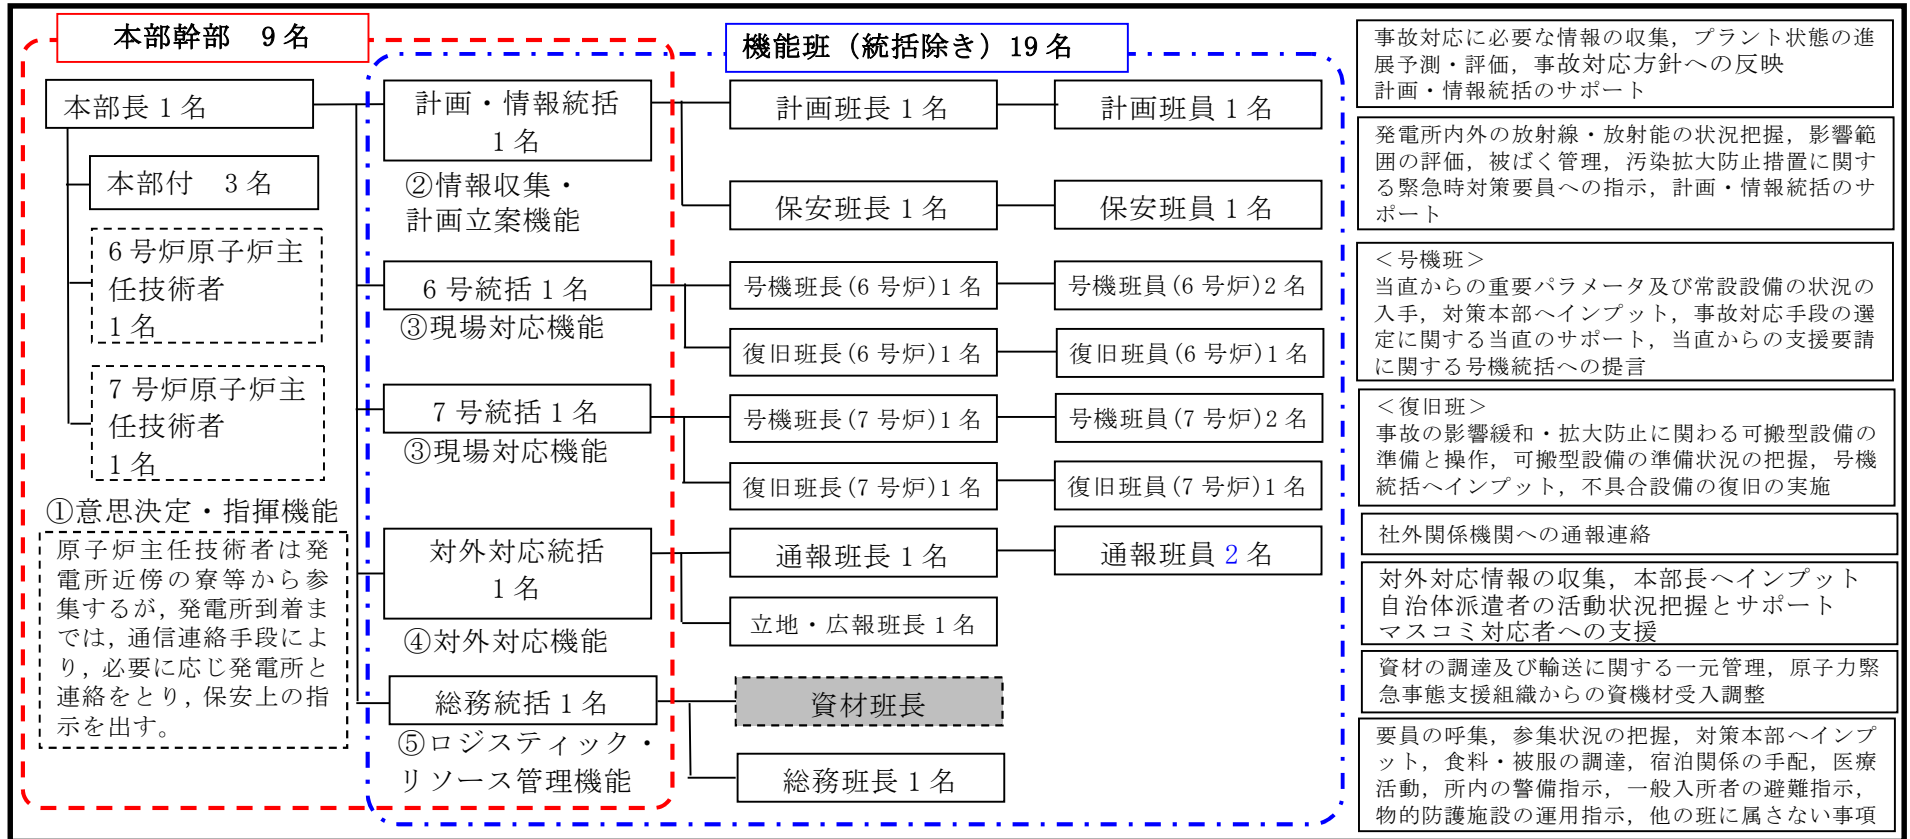 本部幹部　9名
機能班（統括除き）19名
本部長1名
本部付　3名
6号炉原子炉主
任技術者
1名
7号炉原子炉主
任技術者
1名
①意思決定・指揮機能
原子炉主任技術者は発
電所近傍の寮等から参
集するが，発電所到着ま
では，通信連絡手段によ
り，必要に応じ発電所と
連絡をとり，保安上の指
示を出す。
計画・情報統括
1名
②情報収集・
計画立案機能
6号統括1名
③現場対応機能
7号統括1名
③現場対応機能
対外対応統括
1名
④対外対応機能
総務統括1名
⑤ロジスティック・
リソース管理機能
計画班長1名
計画班員1名
保安班長1名
保安班員1名
号機班長(6号炉)1名
号機班員(6号炉)2名
復旧班長(6号炉)1名
復旧班員(6号炉)1名
号機班長(7号炉)1名
号機班員(7号炉)2名
復旧班長(7号炉)1名
復旧班員(7号炉)1名
通報班長1名
通報班員2名
立地・広報班長1名
資材班長
総務班長1名
事故対応に必要な情報の収集，プラント状態の進
展予測・評価，事故対応方針への反映
計画・情報統括のサポート
発電所内外の放射線・放射能の状況把握，影響範
囲の評価，被ばく管理，汚染拡大防止措置に関す
る緊急時対策要員への指示，計画・情報統括のサ
ポート
＜号機班＞
当直からの重要パラメータ及び常設設備の状況の
入手，対策本部へインプット，事故対応手段の選
定に関する当直のサポート，当直からの支援要請
に関する号機統括への提言
＜復旧班＞
事故の影響緩和・拡大防止に関わる可搬型設備の
準備と操作，可搬型設備の準備状況の把握，号機
統括へインプット，不具合設備の復旧の実施
社外関係機関への通報連絡
対外対応情報の収集，本部長へインプット
自治体派遣者の活動状況把握とサポート
マスコミ対応者への支援
資材の調達及び輸送に関する一元管理，原子力緊
急事態支援組織からの資機材受入調整
要員の呼集，参集状況の把握，対策本部へインプ
ット，食料・被服の調達，宿泊関係の手配，医療
活動，所内の警備指示，一般入所者の避難指示，
物的防護施設の運用指示，他の班に属さない事項